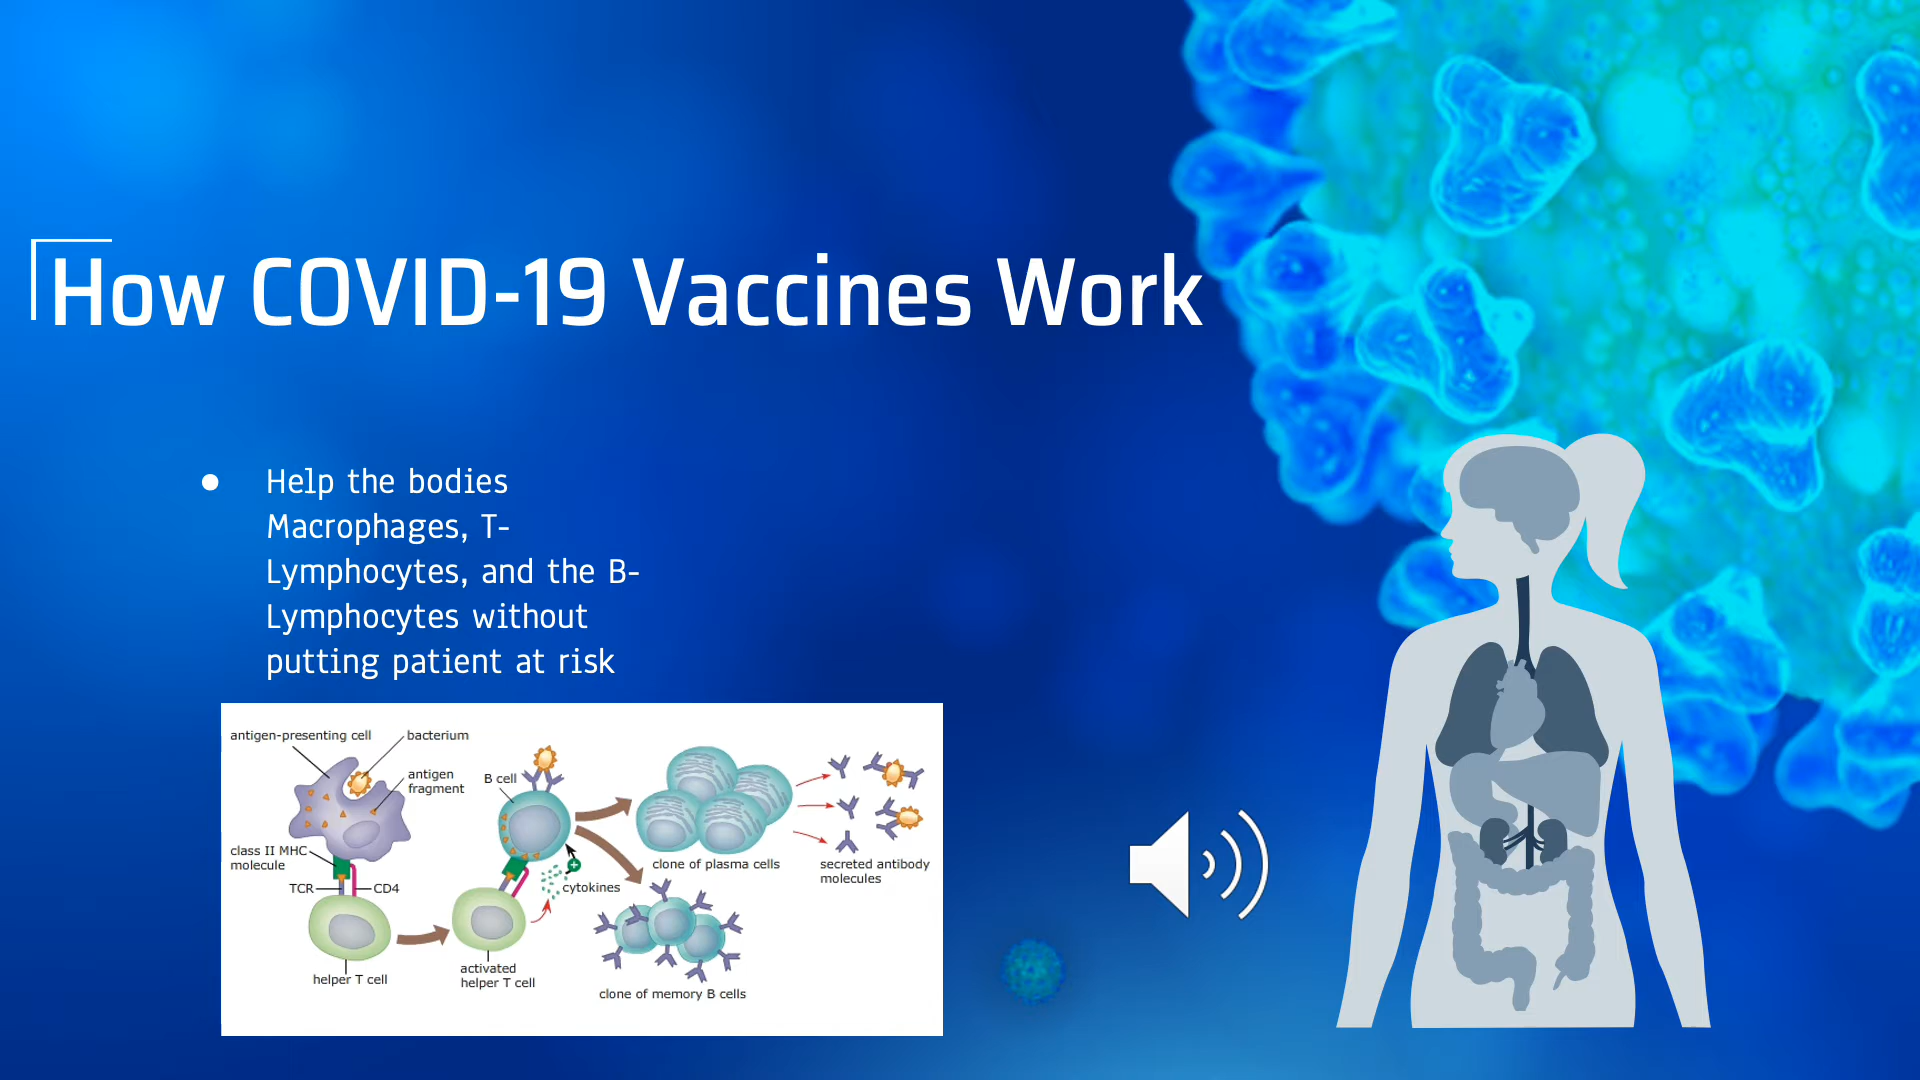 How COVID-19 Vaccines Work
● Help the bodies
Macrophages, T-
Lymphocytes, and the B-
Lymphocytes without
putting patient at risk
antigen-presenting cell
bacterium
antigen
fragment
class II MHC
molecule
TCR
CD4
helper T cell
B cell
cytokines
activated
helper T cell
clone of plasma cells
secreted antibody
molecules
clone of memory B cells